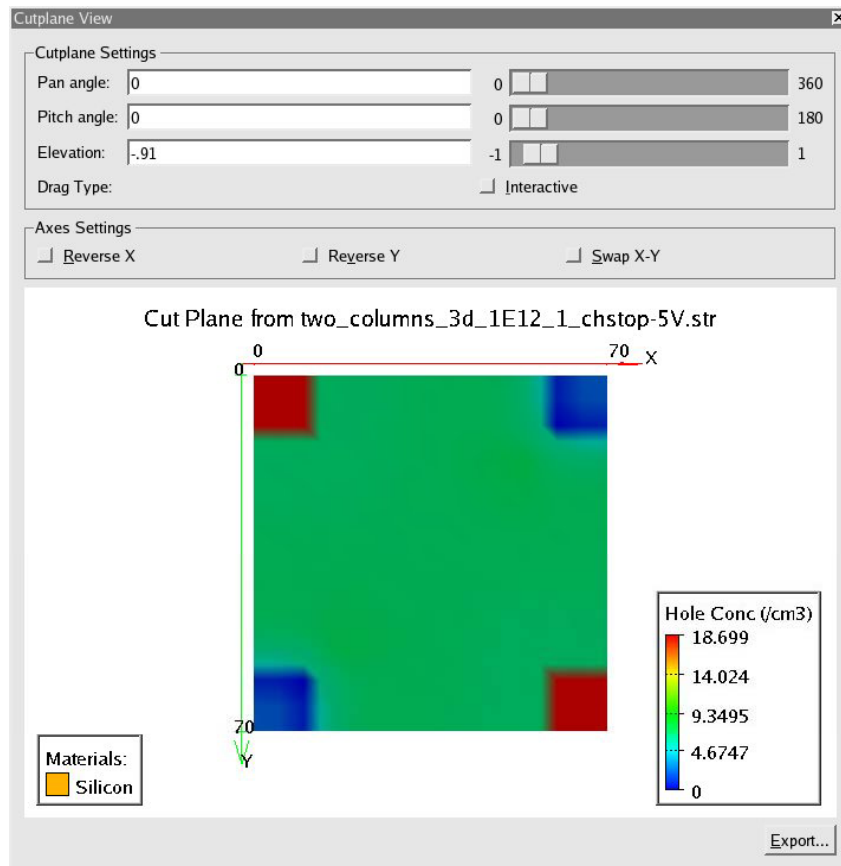 Cutplane View
Cutplane Settings
Pan angle: 0 0 360
Pitch angle: 0 0 180
Elevation: -.91 -1 1
Drag Type: Interactive
Axes Settings
Reverse X Reverse Y Swap X-Y
Cut Plane from two_columns_3d_1E12_1_chstop-5V.str
0 70 X
0
Hole Conc (/cm3)
18.699
14.024
9.3495
4.6747
0
70
Y
Materials:
Silicon
Export...